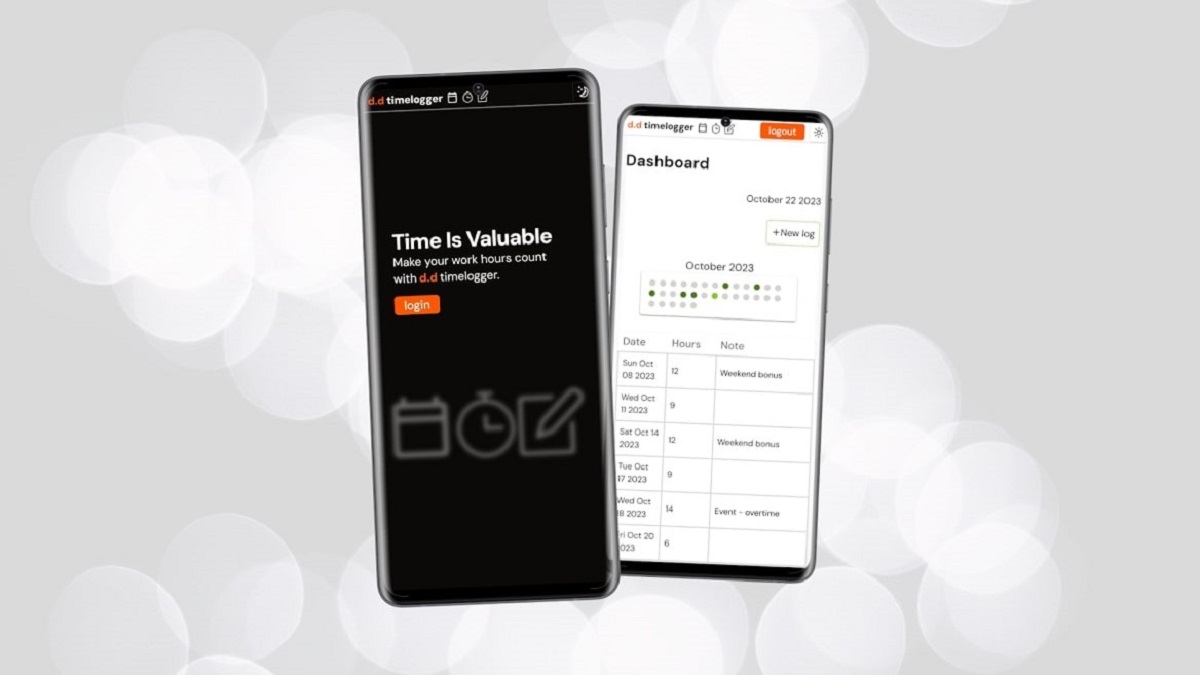 d.d timelogger
Time Is Valuable
Make your work hours count
with d.d timelogger.
login
d.d timelogger
logout
Dashboard
October 22 2023
+New log
October 2023
Date Hours Note
Sun Oct
08 2023
12
Weekend bonus
Wed Oct
11 2023
9
Sat Oct 14
2023
12
Weekend bonus
Tue Oct
17 2023
9
Wed Oct
18 2023
14
Event - overtime
Fri Oct 20
2023
6